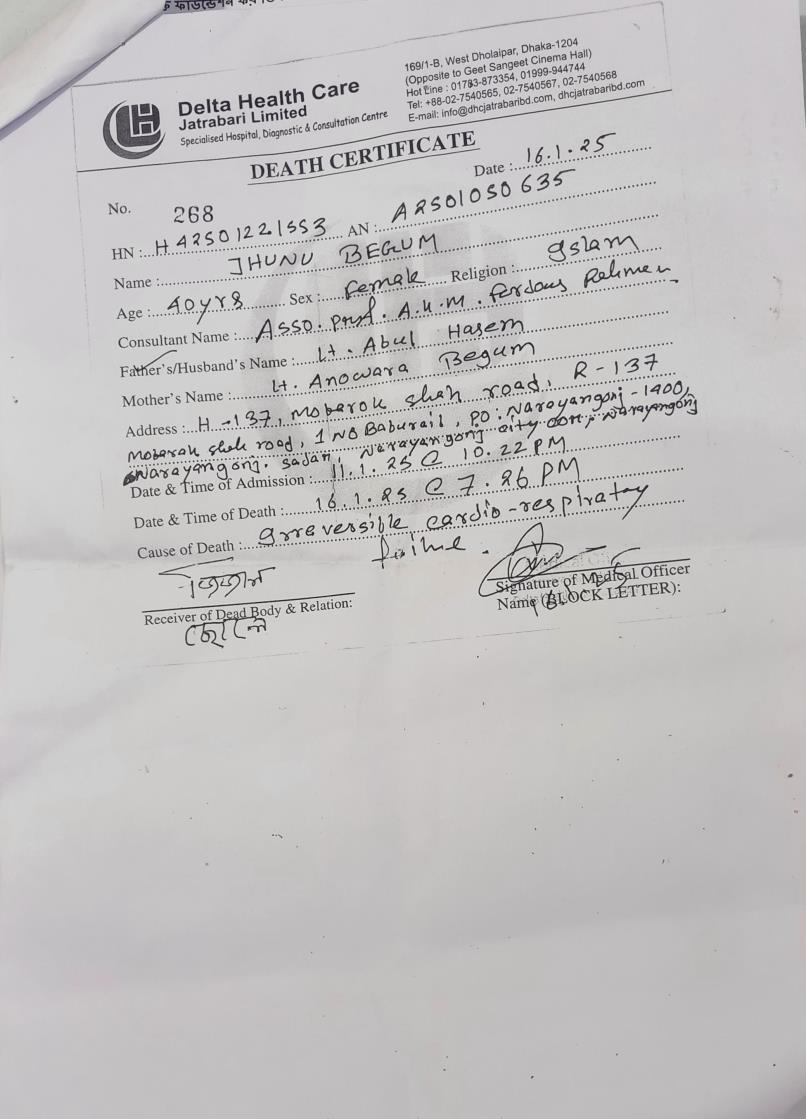 Delta Health Care
Jatrabari Limited
Specialised Hospital, Diagnostic & Consultation Centre
169/1-B, West Dholaipar, Dhaka-1204
(Opposite to Geet Sangeet Cinema Hall)
Hot Line : 01783-873354, 01999-944744
Tel: +88-02-7540565, 02-7540567, 02-7540568
E-mail: info@dhcjatrabaribd.com, dhcjatrabaribd.com
DEATH CERTIFICATE
Date : 16.1.25
No. 268
HN : H42501221553 AN : A2501050635
Name : JHUNU BEGUM
Age : 40yrs Sex : Female Religion : Islam
Consultant Name : Asso. prof. A.K.M. Ferdous Rahman
Father's/Husband's Name : Lt. Abul Hasem
Mother's Name : Lt. Anowara Begum
Address : H-137, Mobarok shah road, R-137
Mobarak shah road, 1 NO Baburail, PO: Narayangonj-1400,
Narayangonj. sadar, Narayangonj city corp, Narayangonj
Date & Time of Admission : 11.1.25 @ 10.22 PM
Date & Time of Death : 16.1.25 @ 7.26 PM
Cause of Death : Irreversible cardio-respiratory
failure.
Signature of Medical Officer
Name (BLOCK LETTER):
Receiver of Dead Body & Relation:
ছেলে